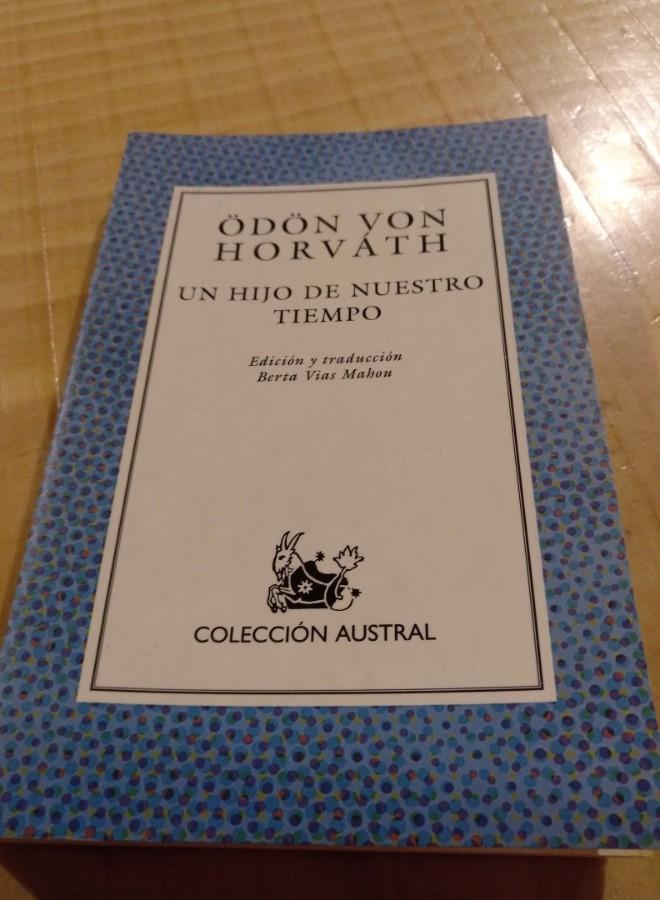 ÖDÖN VON
HORVÁTH
UN HIJO DE NUESTRO
TIEMPO
Edición y traducción
Berta Vias Mahou
COLECCIÓN AUSTRAL